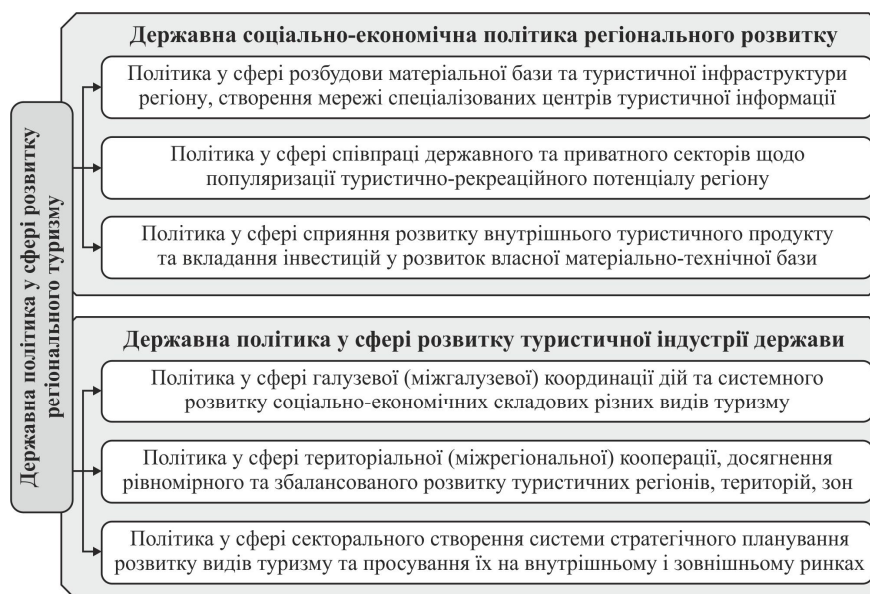 Державна політика у сфері розвитку
регіонального туризму
Державна соціально-економічна політика регіонального розвитку
Політика у сфері розбудови матеріальної бази та туристичної інфраструктури
регіону, створення мережі спеціалізованих центрів туристичної інформації
Політика у сфері співпраці державного та приватного секторів щодо
популяризації туристично-рекреаційного потенціалу регіону
Політика у сфері сприяння розвитку внутрішнього туристичного продукту
та вкладання інвестицій у розвиток власної матеріально-технічної бази
Державна політика у сфері розвитку туристичної індустрії держави
Політика у сфері галузевої (міжгалузевої) координації дій та системного
розвитку соціально-економічних складових різних видів туризму
Політика у сфері територіальної (міжрегіональної) кооперації, досягнення
рівномірного та збалансованого розвитку туристичних регіонів, територій, зон
Політика у сфері секторального створення системи стратегічного планування
розвитку видів туризму та просування їх на внутрішньому і зовнішньому ринках